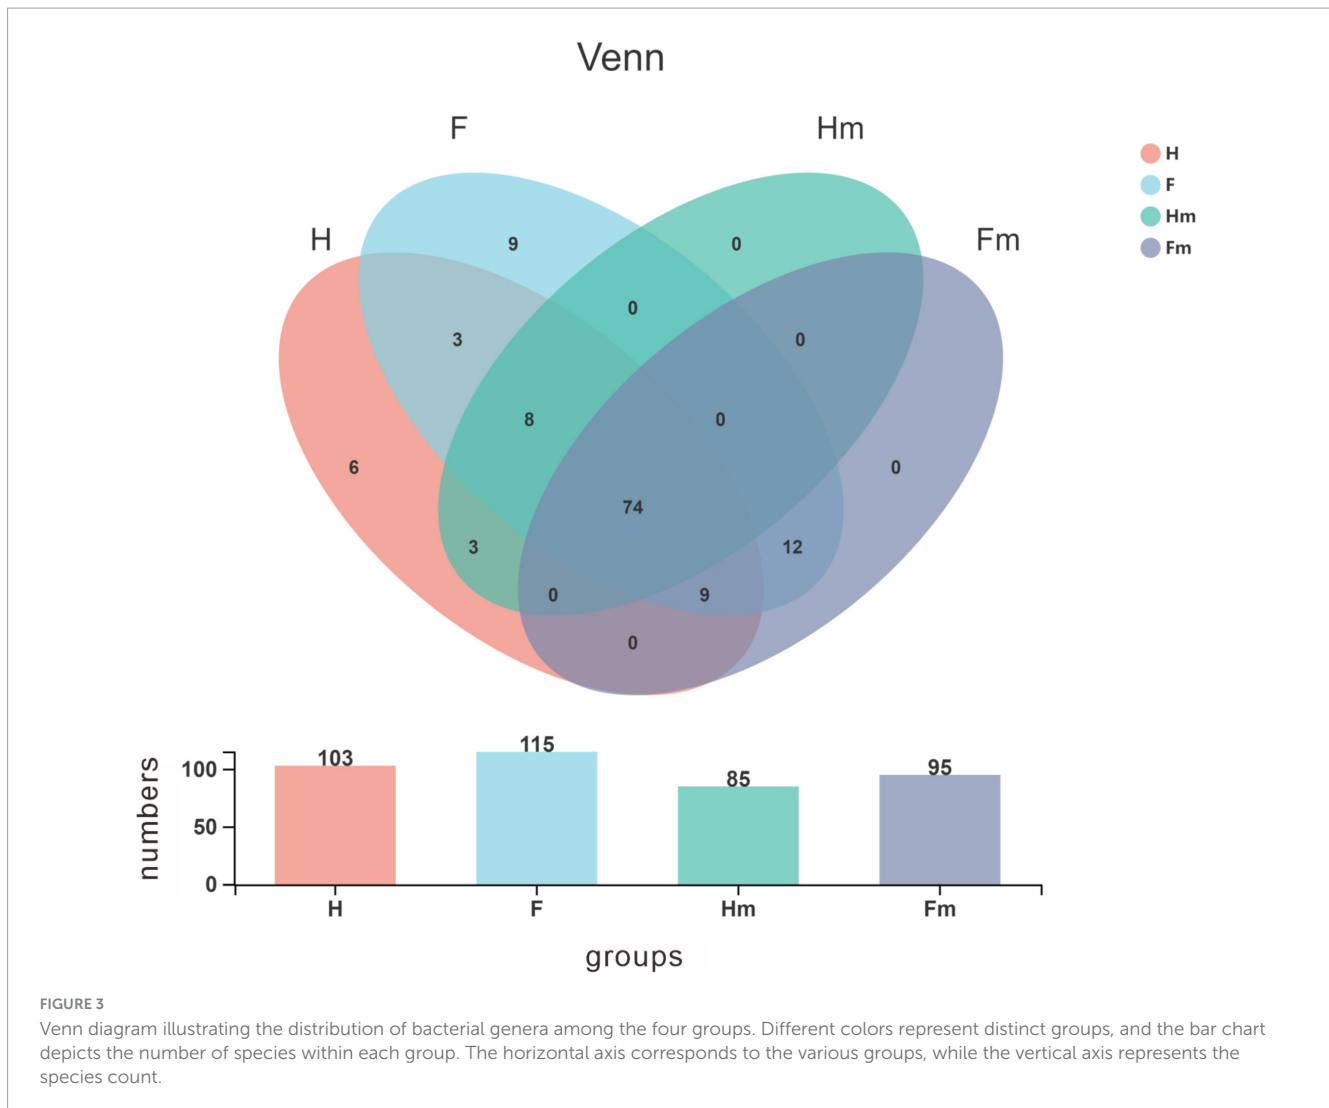 Venn
F
Hm
H
Fm
H
F
Hm
Fm
9
0
0
3
0
8
0
6
0
74
3
12
0
9
0
numbers
100
50
0
103
115
85
95
H
F
Hm
Fm
groups
FIGURE 3
Venn diagram illustrating the distribution of bacterial genera among the four groups. Different colors represent distinct groups, and the bar chart
depicts the number of species within each group. The horizontal axis corresponds to the various groups, while the vertical axis represents the
species count.